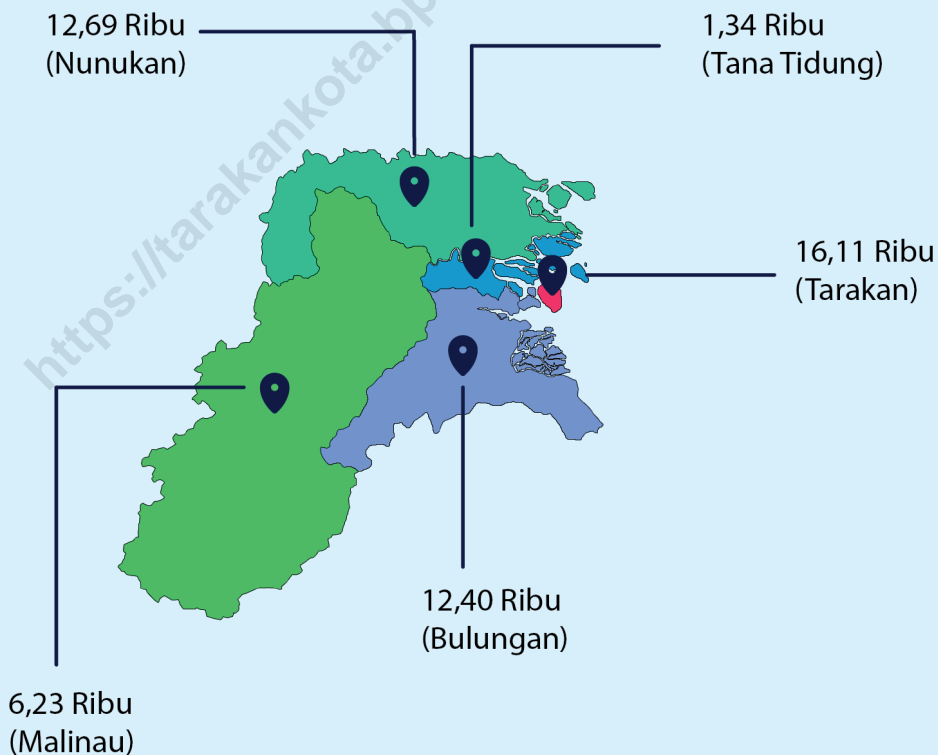 12,69 Ribu
(Nunukan)
1,34 Ribu
(Tana Tidung)
16,11 Ribu
(Tarakan)
12,40 Ribu
(Bulungan)
6,23 Ribu
(Malinau)
https://tarakankota.bp